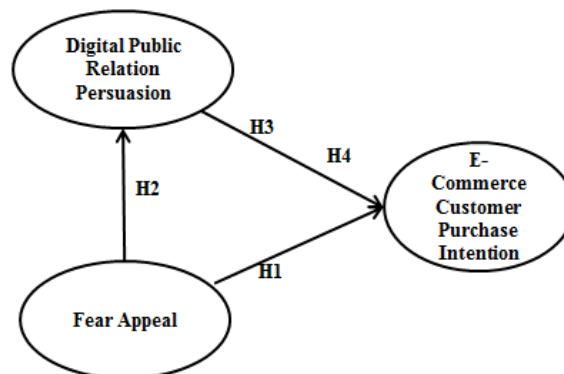 Digital Public
Relation
Persuasion
H3
H4
E-
Commerce
Customer
Purchase
Intention
H2
H1
Fear Appeal